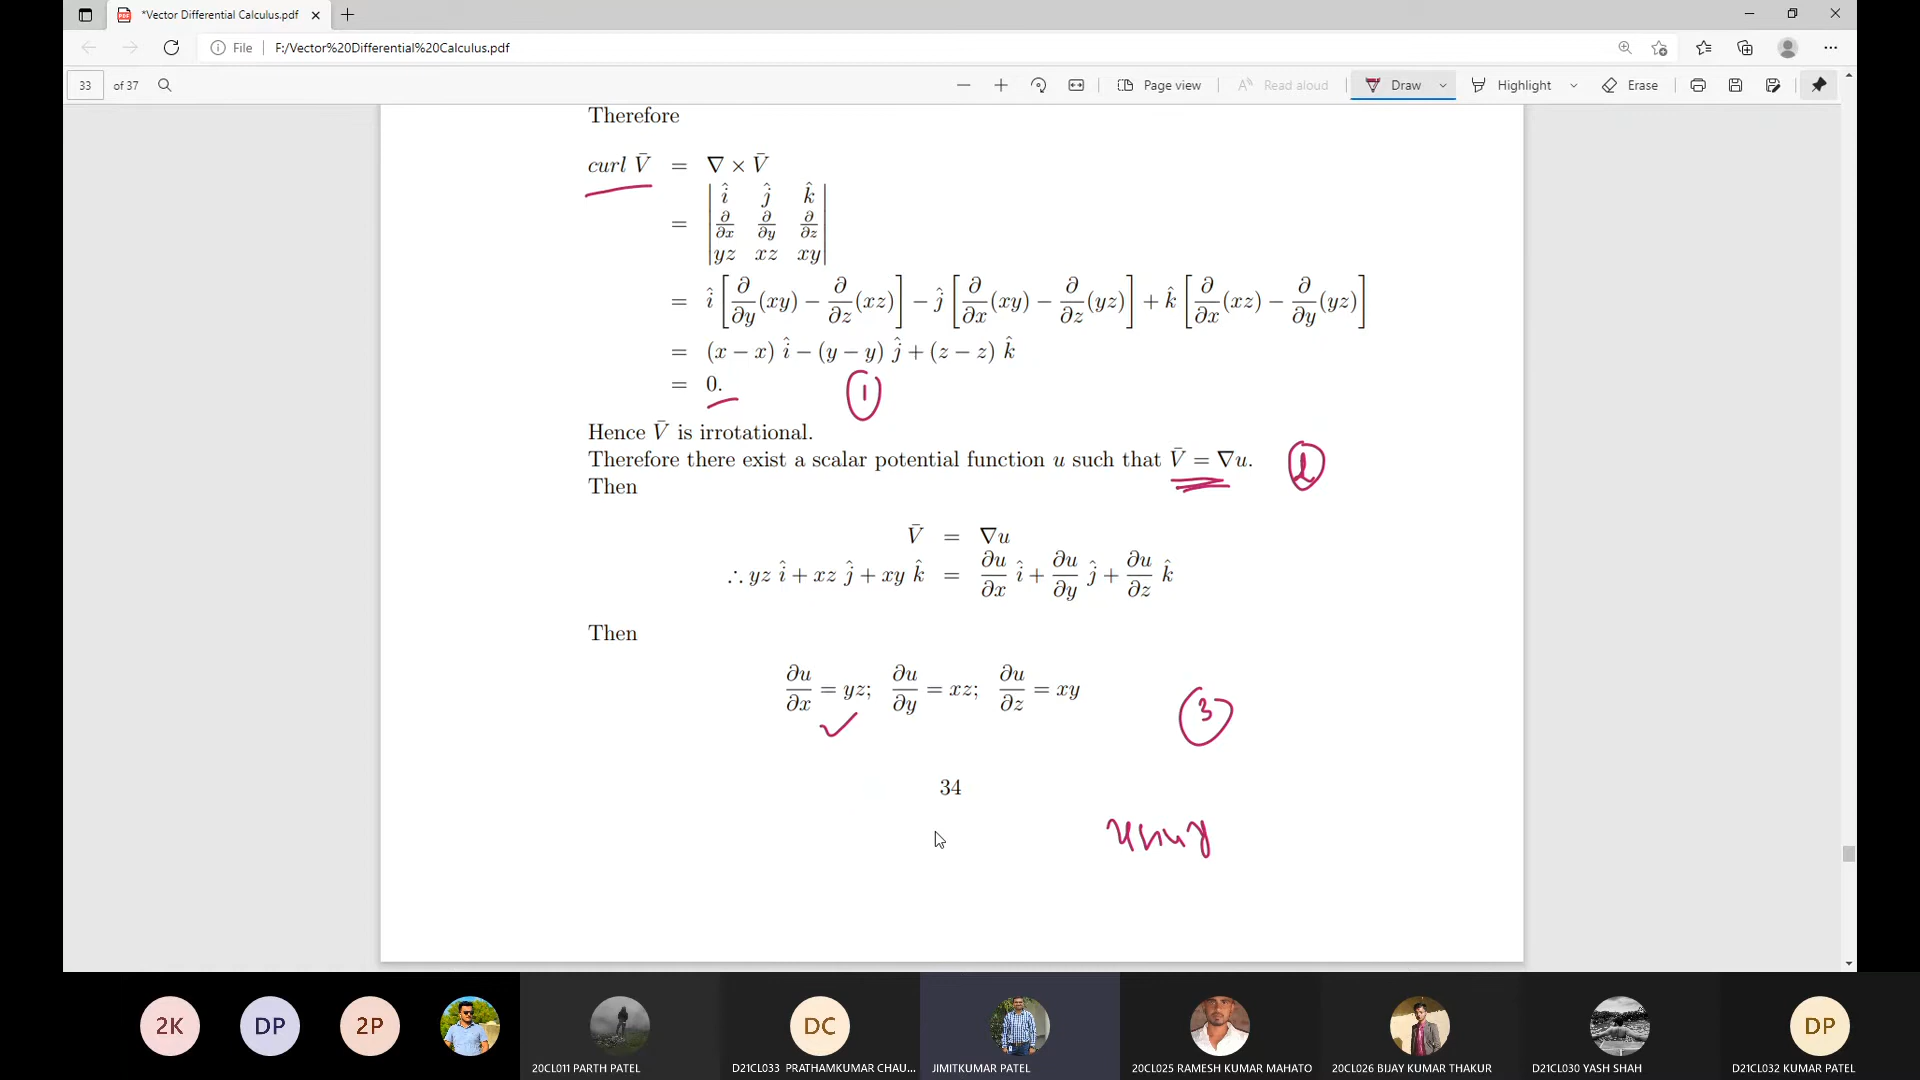 *Vector Differential Calculus.pdf
File F:/Vector%20Differential%20Calculus.pdf
33 of 37 Page view Read aloud Draw Highlight Erase
Therefore
curl V̄ = ∇ × V̄
= | î ĵ k̂ |
| ∂/∂x ∂/∂y ∂/∂z |
| yz xz xy |
= î [ ∂/∂y (xy) − ∂/∂z (xz) ] − ĵ [ ∂/∂x (xy) − ∂/∂z (yz) ] + k̂ [ ∂/∂x (xz) − ∂/∂y (yz) ]
= (x − x) î − (y − y) ĵ + (z − z) k̂
= 0.
1
Hence V̄ is irrotational.
Therefore there exist a scalar potential function u such that V̄ = ∇u.
Then
V̄ = ∇u
∴ yz î + xz ĵ + xy k̂ = ∂u/∂x î + ∂u/∂y ĵ + ∂u/∂z k̂
Then
∂u/∂x = yz; ∂u/∂y = xz; ∂u/∂z = xy
3
34
2K DP 2P DC DP
20CL011 PARTH PATEL D21CL033 PRATHAMKUMAR CHAU... JIMITKUMAR PATEL 20CL025 RAMESH KUMAR MAHATO 20CL026 BIJAY KUMAR THAKUR D21CL030 YASH SHAH D21CL032 KUMAR PATEL